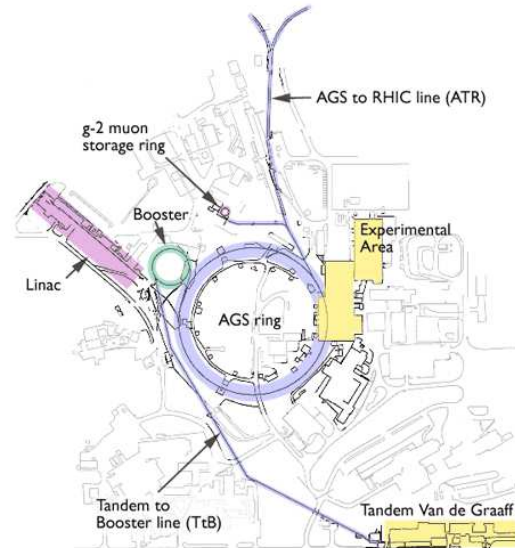 AGS to RHIC line (ATR)
g-2 muon
storage ring
Booster
Experimental
Area
Linac
AGS ring
Tandem to
Booster line (TtB)
Tandem Van de Graaff